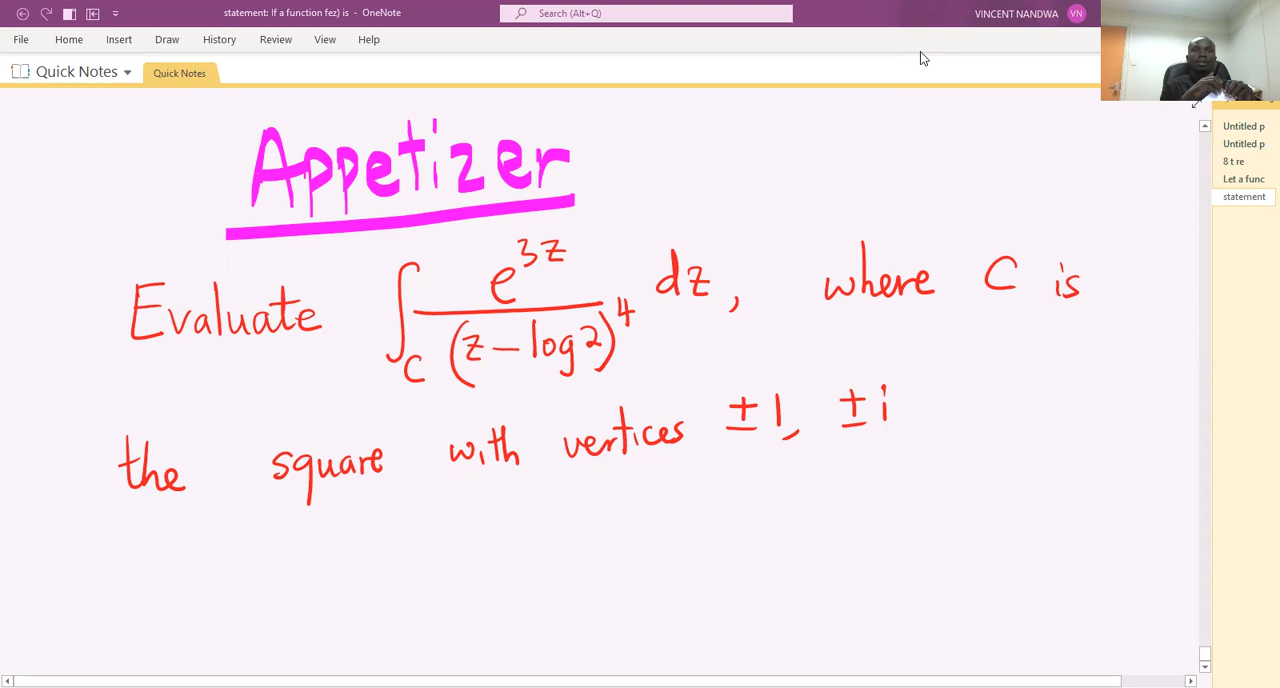 statement: If a function fez) is - OneNote
Search (Alt+Q)
VINCENT NANDWA VN
File Home Insert Draw History Review View Help
Quick Notes
Quick Notes
Untitled p
Untitled p
8 t re
Let a func
statement
Appetizer
Evaluate ∫_C e^{3z}/(z - log 2)^4 dz, where C is
the square with vertices ± 1, ± i